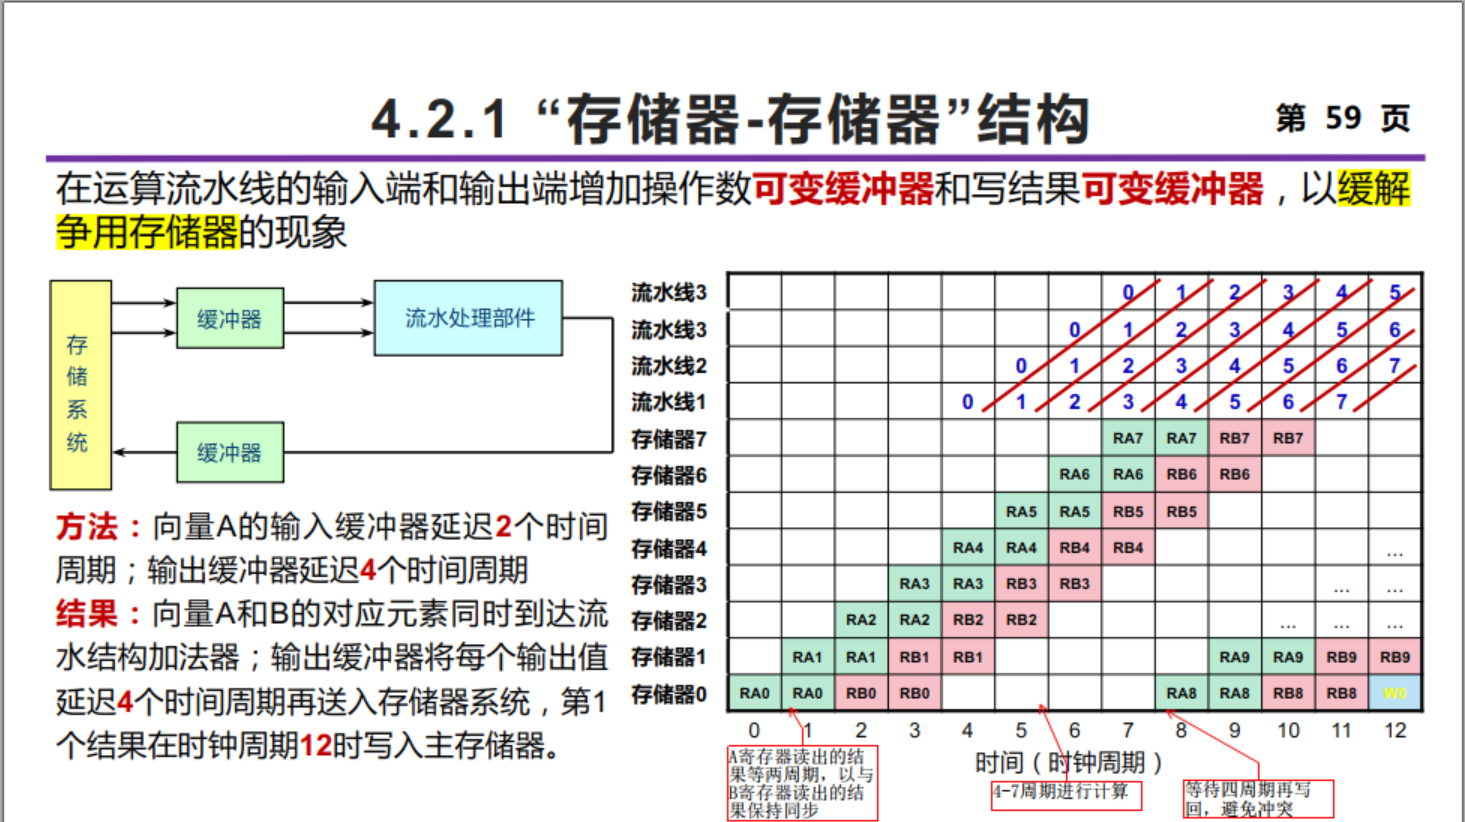 4.2.1 “存储器-存储器”结构
第 59 页
在运算流水线的输入端和输出端增加操作数可变缓冲器和写结果可变缓冲器，以缓解
争用存储器的现象
存
储
系
统
缓冲器
流水处理部件
缓冲器
方法：向量A的输入缓冲器延迟2个时间
周期；输出缓冲器延迟4个时间周期
结果：向量A和B的对应元素同时到达流
水结构加法器；输出缓冲器将每个输出值
延迟4个时间周期再送入存储器系统，第1
个结果在时钟周期12时写入主存储器。
流水线3 0 1 2 3 4 5
流水线3 0 1 2 3 4 5 6
流水线2 0 1 2 3 4 5 6 7
流水线1 0 1 2 3 4 5 6 7
存储器7 RA7 RA7 RB7 RB7
存储器6 RA6 RA6 RB6 RB6
存储器5 RA5 RA5 RB5 RB5
存储器4 RA4 RA4 RB4 RB4 ...
存储器3 RA3 RA3 RB3 RB3 ... ...
存储器2 RA2 RA2 RB2 RB2 ... ... ...
存储器1 RA1 RA1 RB1 RB1 RA9 RA9 RB9 RB9
存储器0 RA0 RA0 RB0 RB0 RA8 RA8 RB8 RB8 W0
0 1 2 3 4 5 6 7 8 9 10 11 12
时间（时钟周期）
A寄存器读出的结
果等两周期，以与
B寄存器读出的结
果保持同步
4-7周期进行计算
等待四周期再写
回，避免冲突